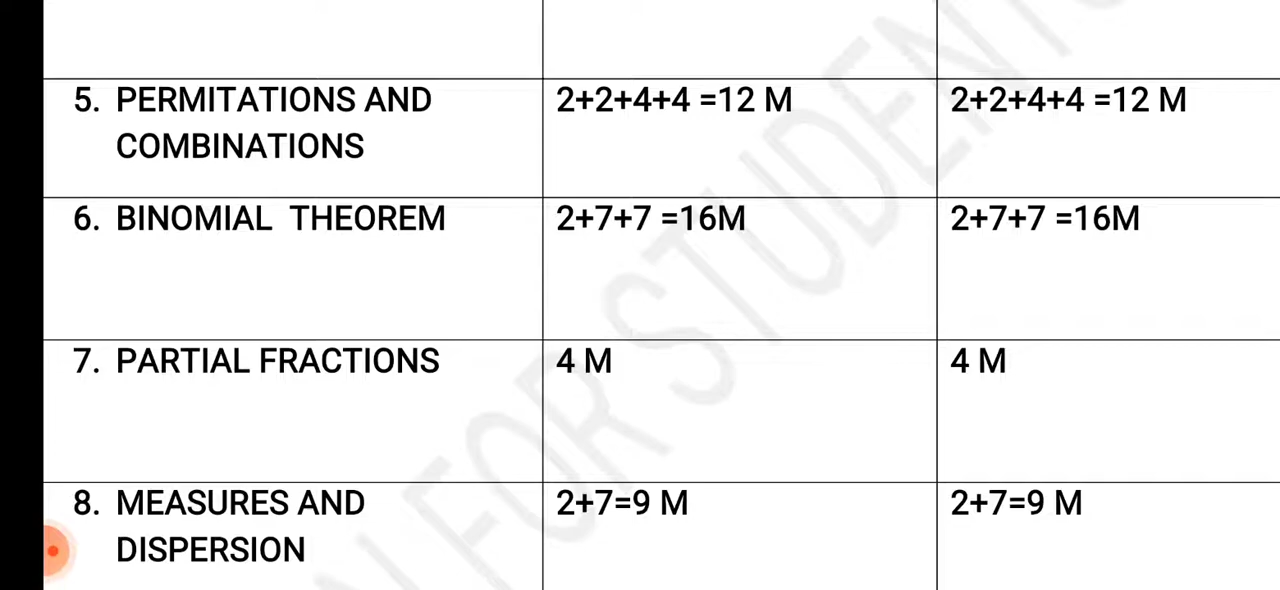 5. PERMITATIONS AND 2+2+4+4 =12 M 2+2+4+4 =12 M
COMBINATIONS
6. BINOMIAL THEOREM 2+7+7 =16M 2+7+7 =16M
7. PARTIAL FRACTIONS 4 M 4 M
8. MEASURES AND 2+7=9 M 2+7=9 M
DISPERSION
FOR STUDENT